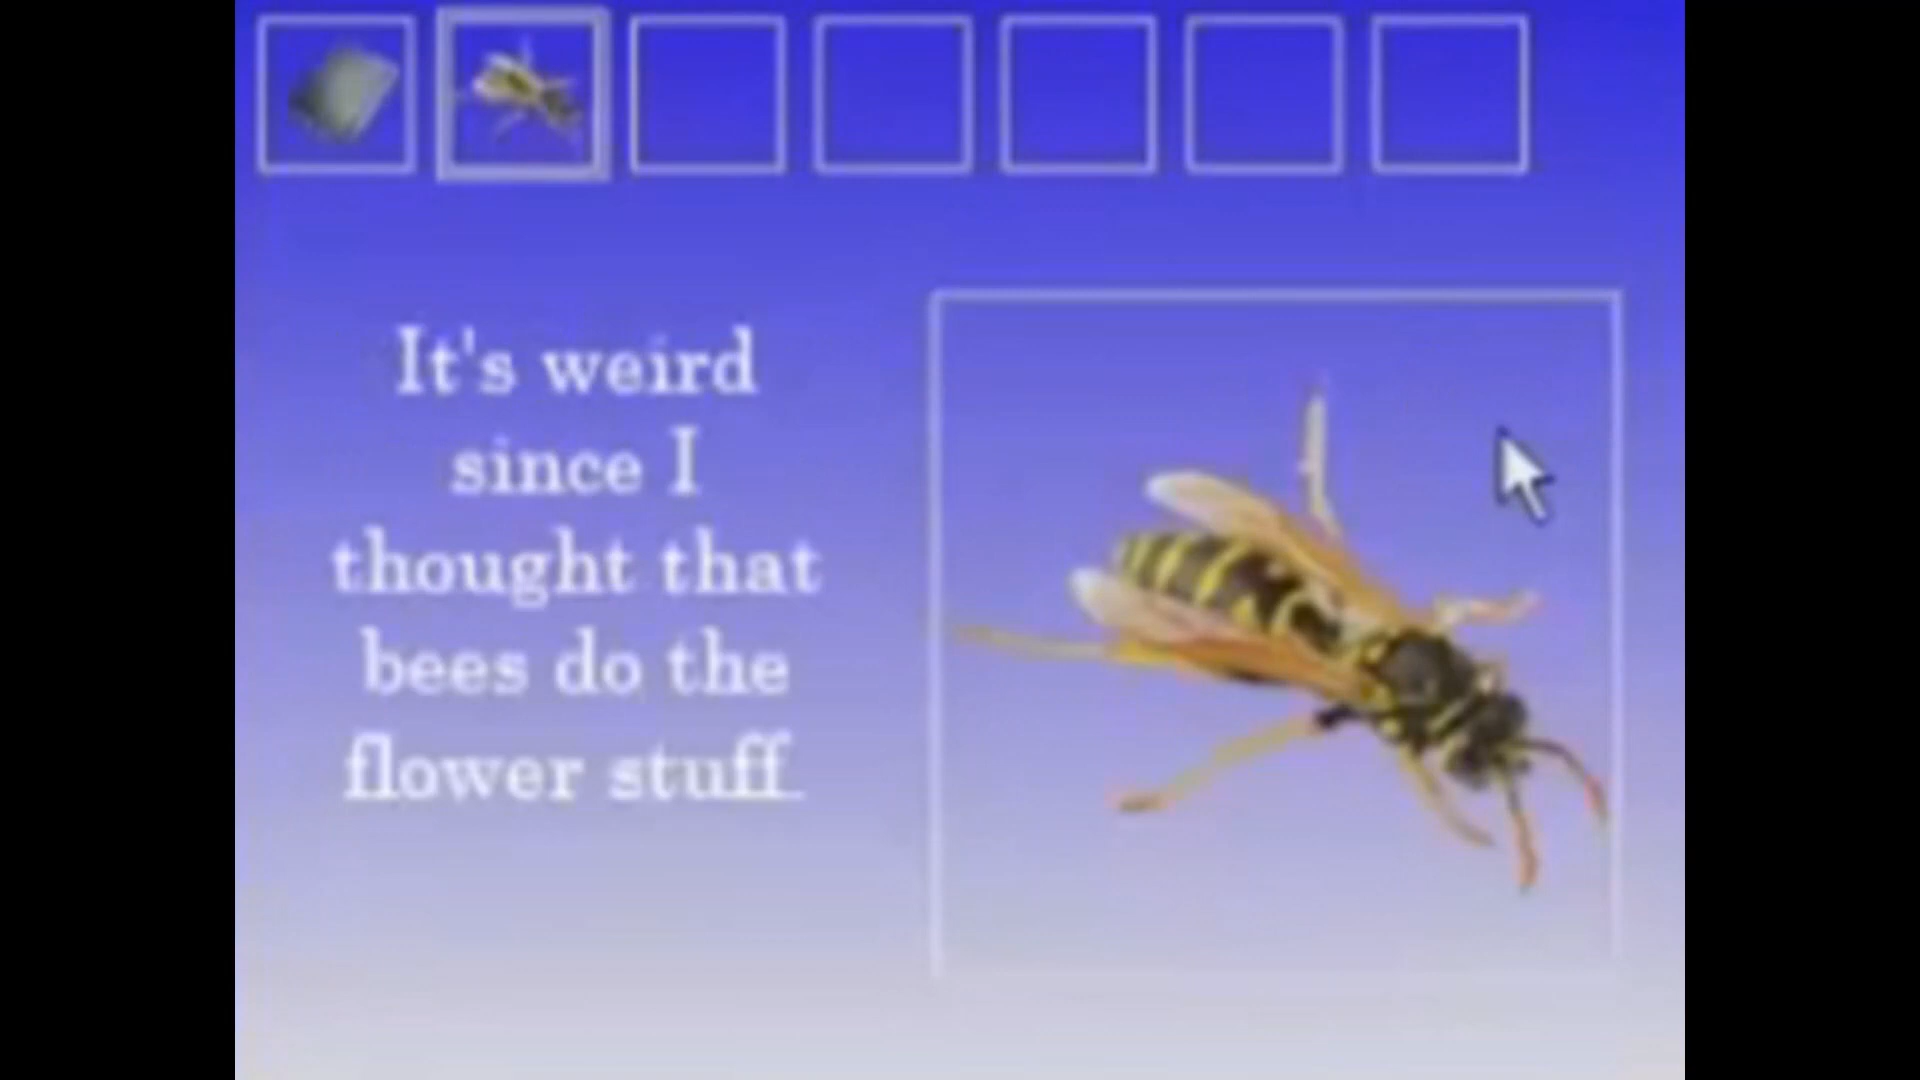 It's weird
since I
thought that
bees do the
flower stuff.